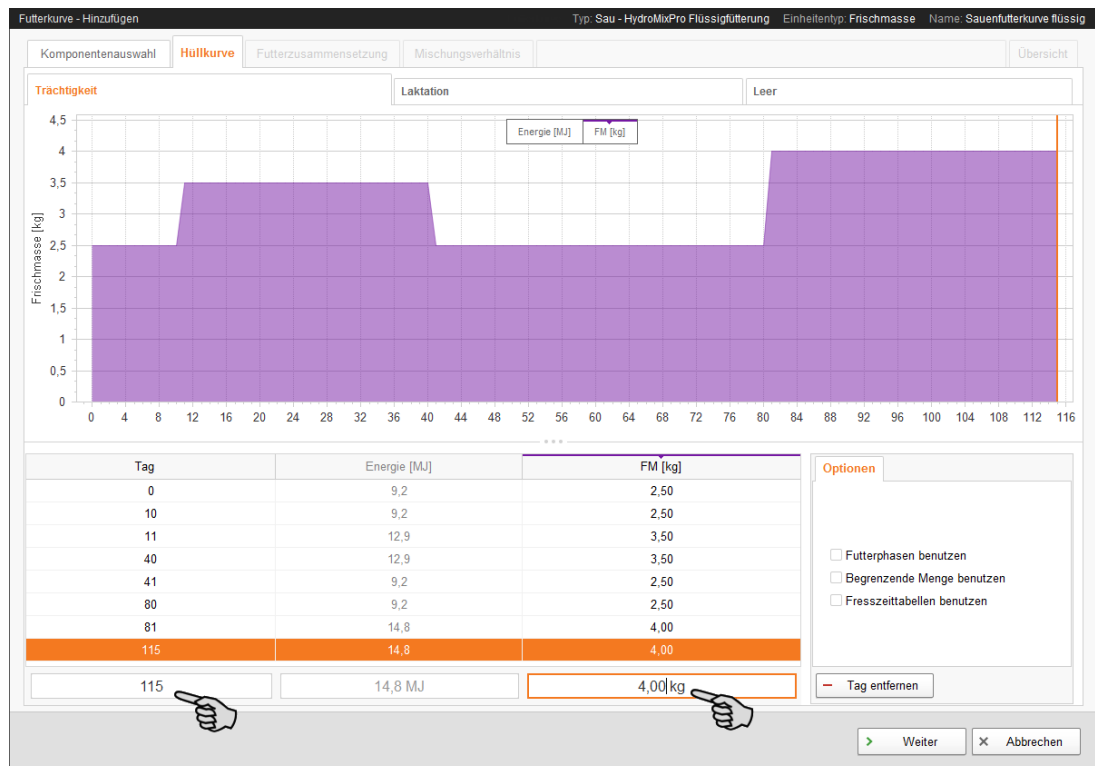 Futterkurve - Hinzufügen Typ: Sau - HydroMixPro Flüssigfütterung Einheitentyp: Frischmasse Name: Sauenfutterkurve flüssig
Komponentenauswahl Hüllkurve Futterzusammensetzung Mischungsverhältnis Übersicht
Trächtigkeit Laktation Leer
Energie [MJ] FM [kg]
Frischmasse [kg]
4,5
4
3,5
3
2,5
2
1,5
1
0,5
0
0 4 8 12 16 20 24 28 32 36 40 44 48 52 56 60 64 68 72 76 80 84 88 92 96 100 104 108 112 116
Tag Energie [MJ] FM [kg]
0 9,2 2,50
10 9,2 2,50
11 12,9 3,50
40 12,9 3,50
41 9,2 2,50
80 9,2 2,50
81 14,8 4,00
115 14,8 4,00
115 14,8 MJ 4,00 kg
Optionen
Futterphasen benutzen
Begrenzende Menge benutzen
Fresszeittabellen benutzen
Tag entfernen
Weiter Abbrechen